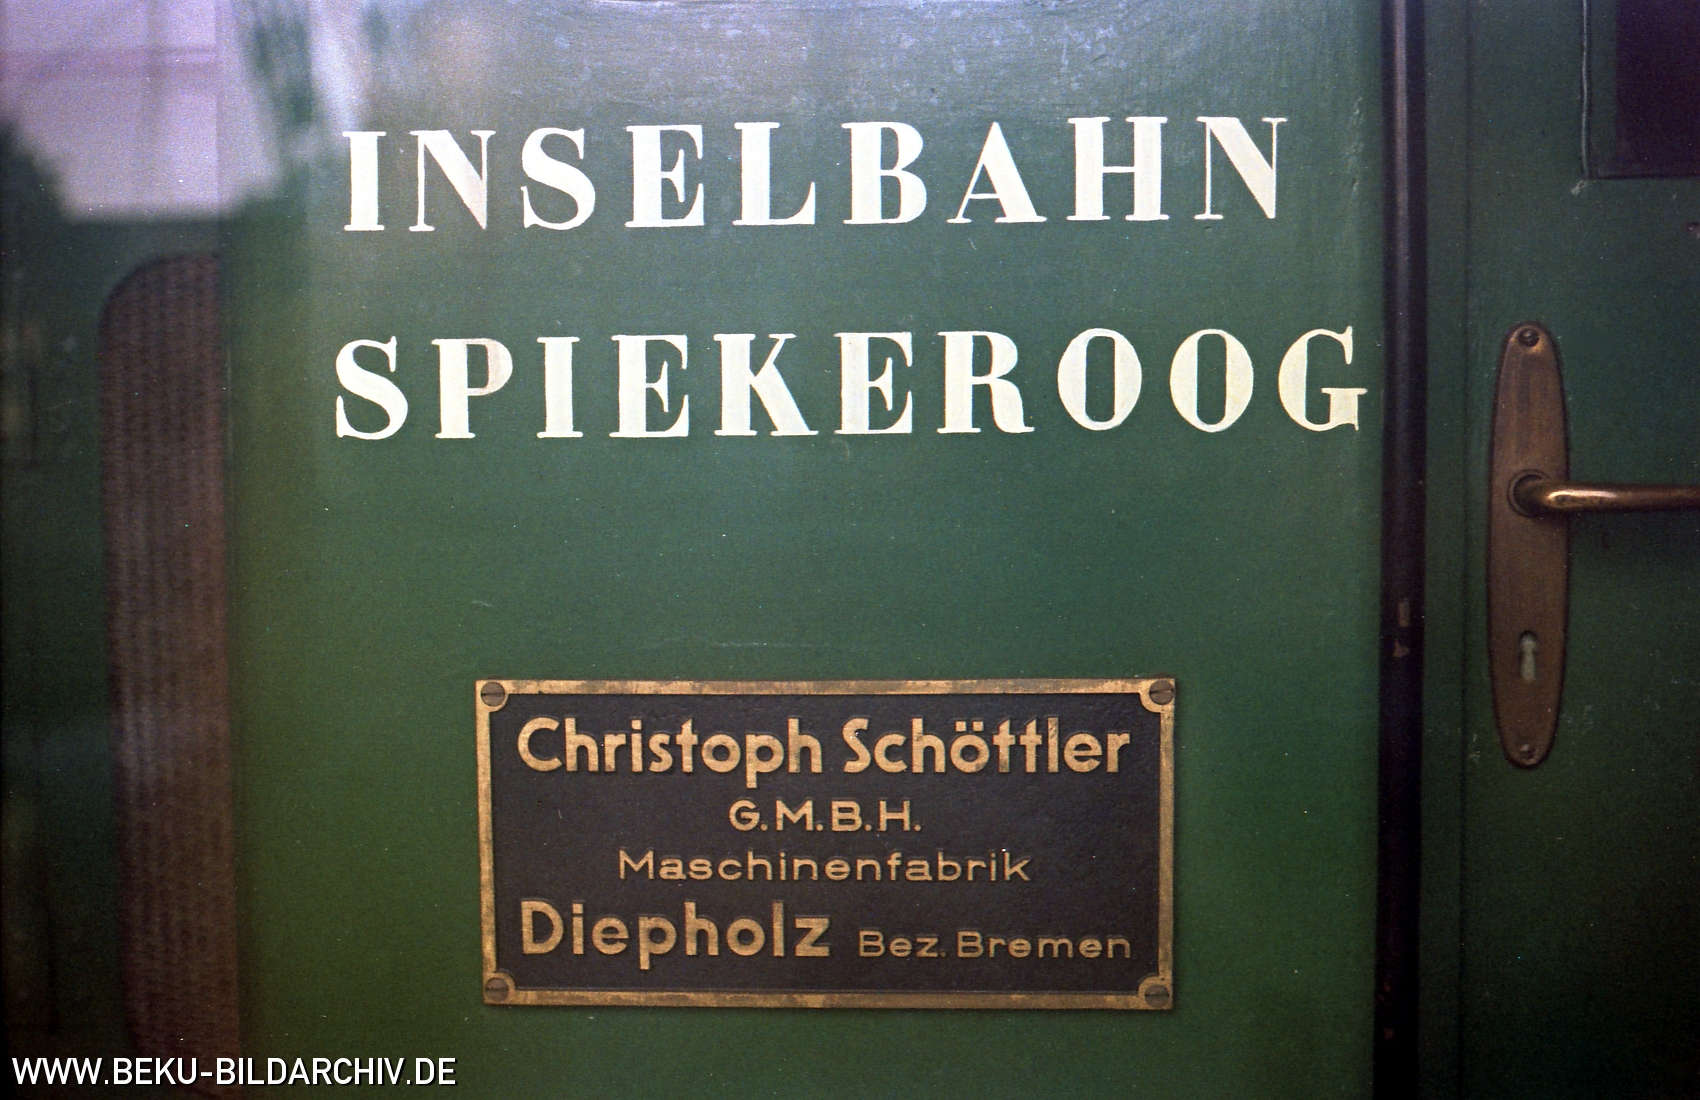 INSELBAHN
SPIEKEROOG
Christoph Schöttler
G.M.B.H.
Maschinenfabrik
Diepholz Bez. Bremen
WWW.BEKU-BILDARCHIV.DE